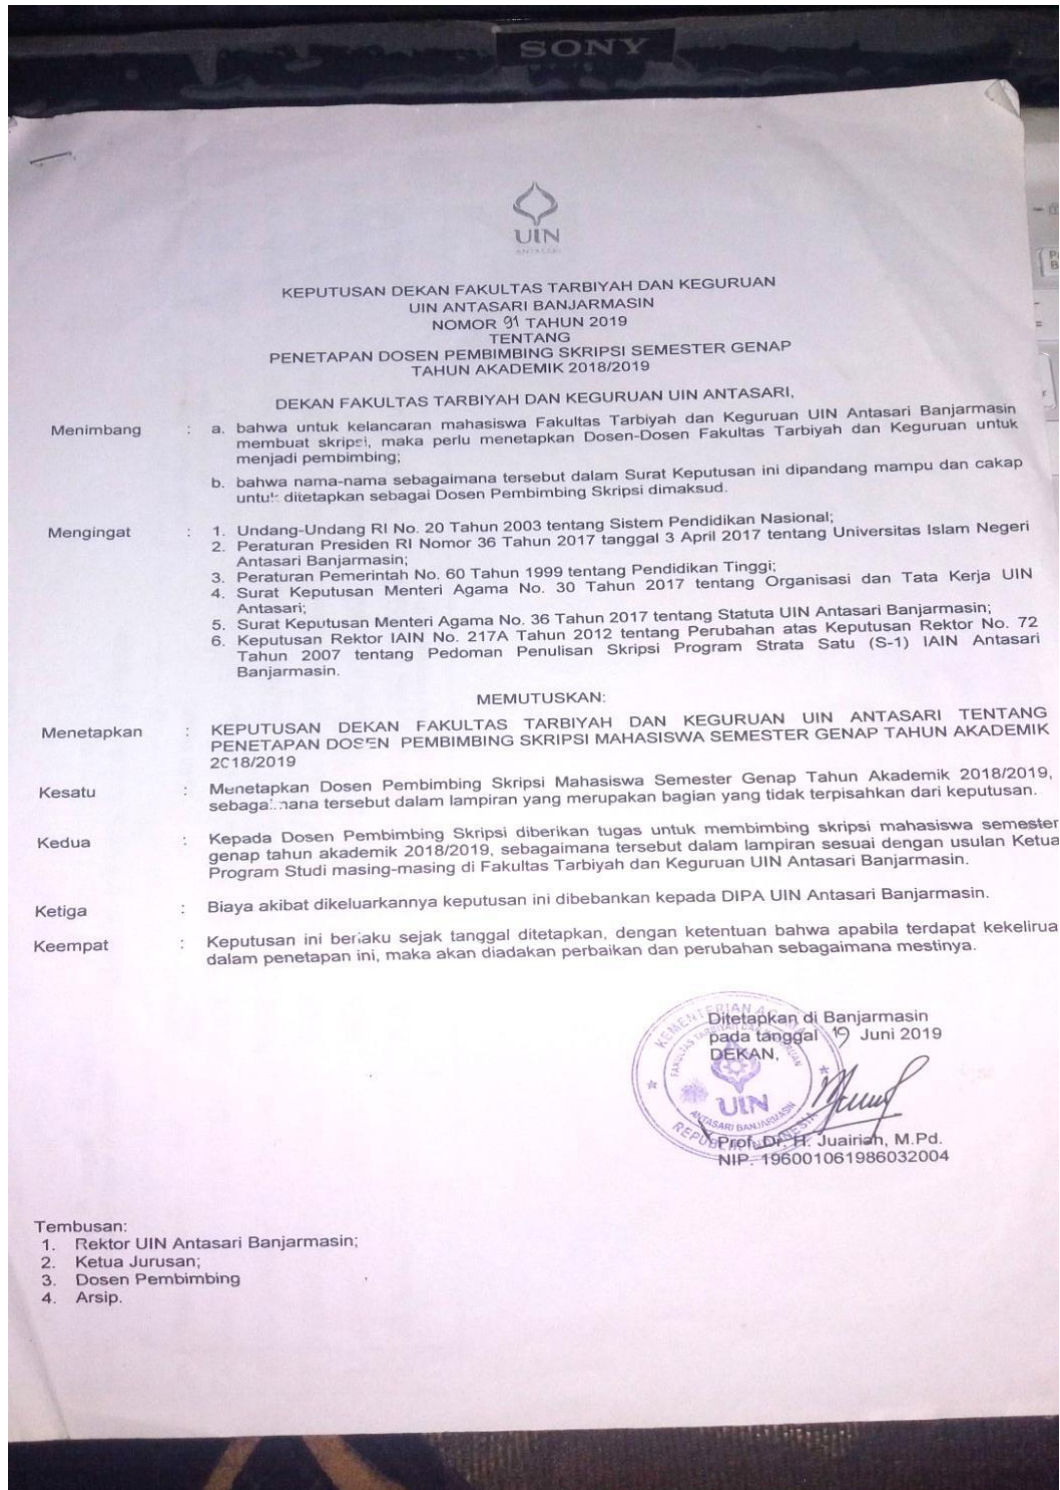 SONY
UIN
ANTASARI
KEPUTUSAN DEKAN FAKULTAS TARBIYAH DAN KEGURUAN
UIN ANTASARI BANJARMASIN
NOMOR 91 TAHUN 2019
TENTANG
PENETAPAN DOSEN PEMBIMBING SKRIPSI SEMESTER GENAP
TAHUN AKADEMIK 2018/2019
DEKAN FAKULTAS TARBIYAH DAN KEGURUAN UIN ANTASARI,
Menimbang : a. bahwa untuk kelancaran mahasiswa Fakultas Tarbiyah dan Keguruan UIN Antasari Banjarmasin
membuat skripsi, maka perlu menetapkan Dosen-Dosen Fakultas Tarbiyah dan Keguruan untuk
menjadi pembimbing;
b. bahwa nama-nama sebagaimana tersebut dalam Surat Keputusan ini dipandang mampu dan cakap
untuk ditetapkan sebagai Dosen Pembimbing Skripsi dimaksud.
Mengingat : 1. Undang-Undang RI No. 20 Tahun 2003 tentang Sistem Pendidikan Nasional;
2. Peraturan Presiden RI Nomor 36 Tahun 2017 tanggal 3 April 2017 tentang Universitas Islam Negeri
Antasari Banjarmasin;
3. Peraturan Pemerintah No. 60 Tahun 1999 tentang Pendidikan Tinggi;
4. Surat Keputusan Menteri Agama No. 30 Tahun 2017 tentang Organisasi dan Tata Kerja UIN
Antasari;
5. Surat Keputusan Menteri Agama No. 36 Tahun 2017 tentang Statuta UIN Antasari Banjarmasin;
6. Keputusan Rektor IAIN No. 217A Tahun 2012 tentang Perubahan atas Keputusan Rektor No. 72
Tahun 2007 tentang Pedoman Penulisan Skripsi Program Strata Satu (S-1) IAIN Antasari
Banjarmasin.
MEMUTUSKAN:
Menetapkan : KEPUTUSAN DEKAN FAKULTAS TARBIYAH DAN KEGURUAN UIN ANTASARI TENTANG
PENETAPAN DOSEN PEMBIMBING SKRIPSI MAHASISWA SEMESTER GENAP TAHUN AKADEMIK
2018/2019
Kesatu : Menetapkan Dosen Pembimbing Skripsi Mahasiswa Semester Genap Tahun Akademik 2018/2019,
sebagaimana tersebut dalam lampiran yang merupakan bagian yang tidak terpisahkan dari keputusan.
Kedua : Kepada Dosen Pembimbing Skripsi diberikan tugas untuk membimbing skripsi mahasiswa semester
genap tahun akademik 2018/2019, sebagaimana tersebut dalam lampiran sesuai dengan usulan Ketua
Program Studi masing-masing di Fakultas Tarbiyah dan Keguruan UIN Antasari Banjarmasin.
Ketiga : Biaya akibat dikeluarkannya keputusan ini dibebankan kepada DIPA UIN Antasari Banjarmasin.
Keempat : Keputusan ini berlaku sejak tanggal ditetapkan, dengan ketentuan bahwa apabila terdapat kekelirua
dalam penetapan ini, maka akan diadakan perbaikan dan perubahan sebagaimana mestinya.
Ditetapkan di Banjarmasin
pada tanggal 19 Juni 2019
DEKAN,
KEMENTERIAN AGAMA
FAKULTAS TARBIYAH DAN KEGURUAN
UIN
ANTASARI BANJARMASIN
REPUBLIK INDONESIA
Prof. Dr. H. Juairiah, M.Pd.
NIP. 196001061986032004
Tembusan:
1. Rektor UIN Antasari Banjarmasin;
2. Ketua Jurusan;
3. Dosen Pembimbing
4. Arsip.